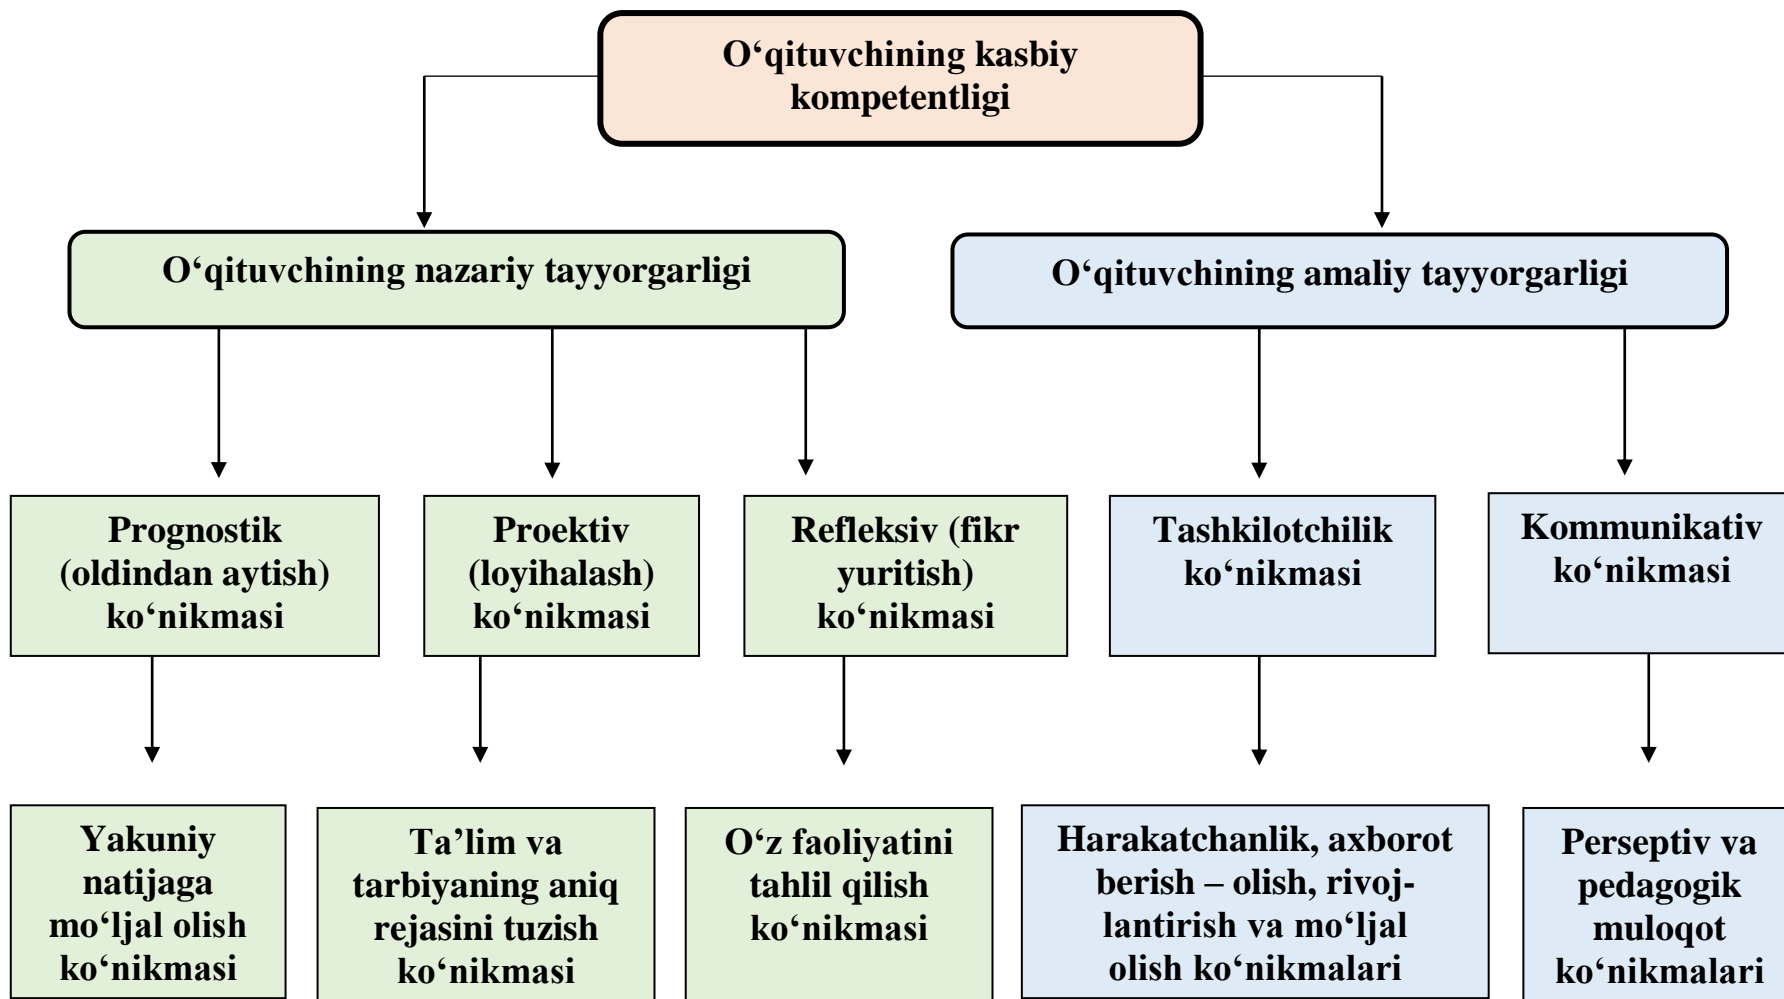 O‘qituvchining kasbiy
kompetentligi
O‘qituvchining nazariy tayyorgarligi
O‘qituvchining amaliy tayyorgarligi
Prognostik
(oldindan aytish)
ko‘nikmasi
Proektiv
(loyihalash)
ko‘nikmasi
Refleksiv (fikr
yuritish)
ko‘nikmasi
Tashkilotchilik
ko‘nikmasi
Kommunikativ
ko‘nikmasi
Yakuniy
natijaga
mo‘ljal olish
ko‘nikmasi
Ta’lim va
tarbiyaning aniq
rejasini tuzish
ko‘nikmasi
O‘z faoliyatini
tahlil qilish
ko‘nikmasi
Harakatchanlik, axborot
berish – olish, rivoj-
lantirish va mo‘ljal
olish ko‘nikmalari
Perseptiv va
pedagogik
muloqot
ko‘nikmalari